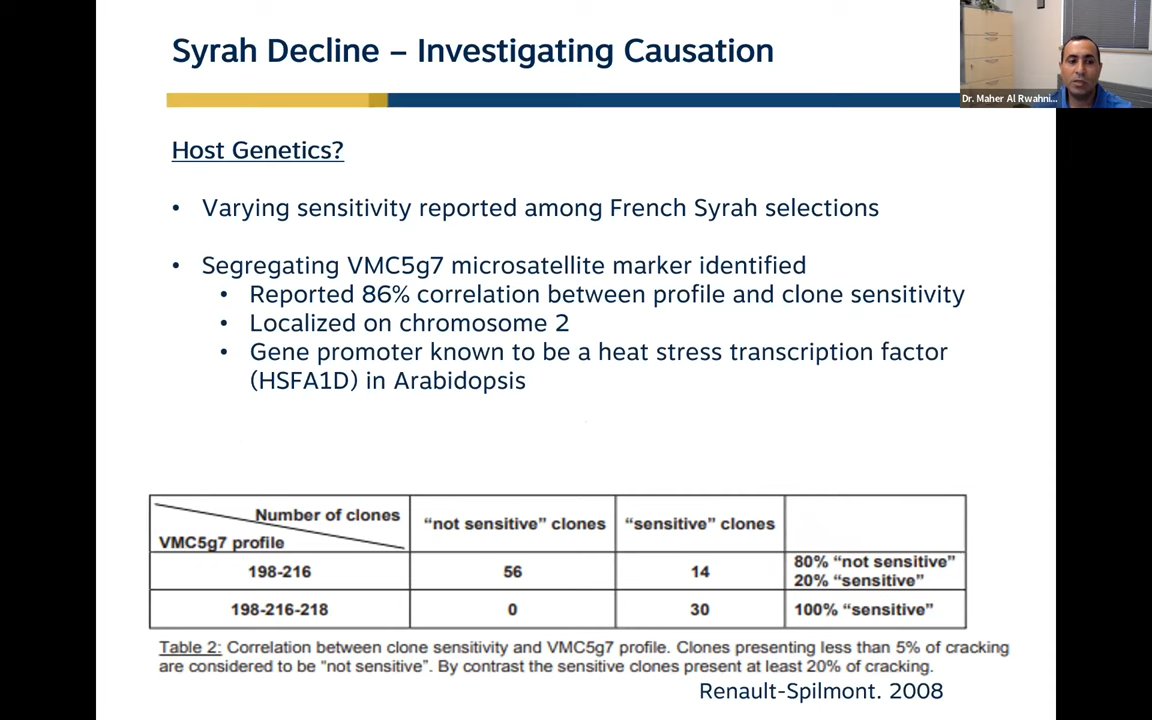 Syrah Decline – Investigating Causation
Dr. Maher Al Rwahni...
Host Genetics?
• Varying sensitivity reported among French Syrah selections
• Segregating VMC5g7 microsatellite marker identified
• Reported 86% correlation between profile and clone sensitivity
• Localized on chromosome 2
• Gene promoter known to be a heat stress transcription factor
(HSFA1D) in Arabidopsis
Number of clones
VMC5g7 profile
“not sensitive” clones
“sensitive” clones
198-216
56
14
80% “not sensitive”
20% “sensitive”
198-216-218
0
30
100% “sensitive”
Table 2: Correlation between clone sensitivity and VMC5g7 profile. Clones presenting less than 5% of cracking
are considered to be “not sensitive”. By contrast the sensitive clones present at least 20% of cracking.
Renault-Spilmont. 2008